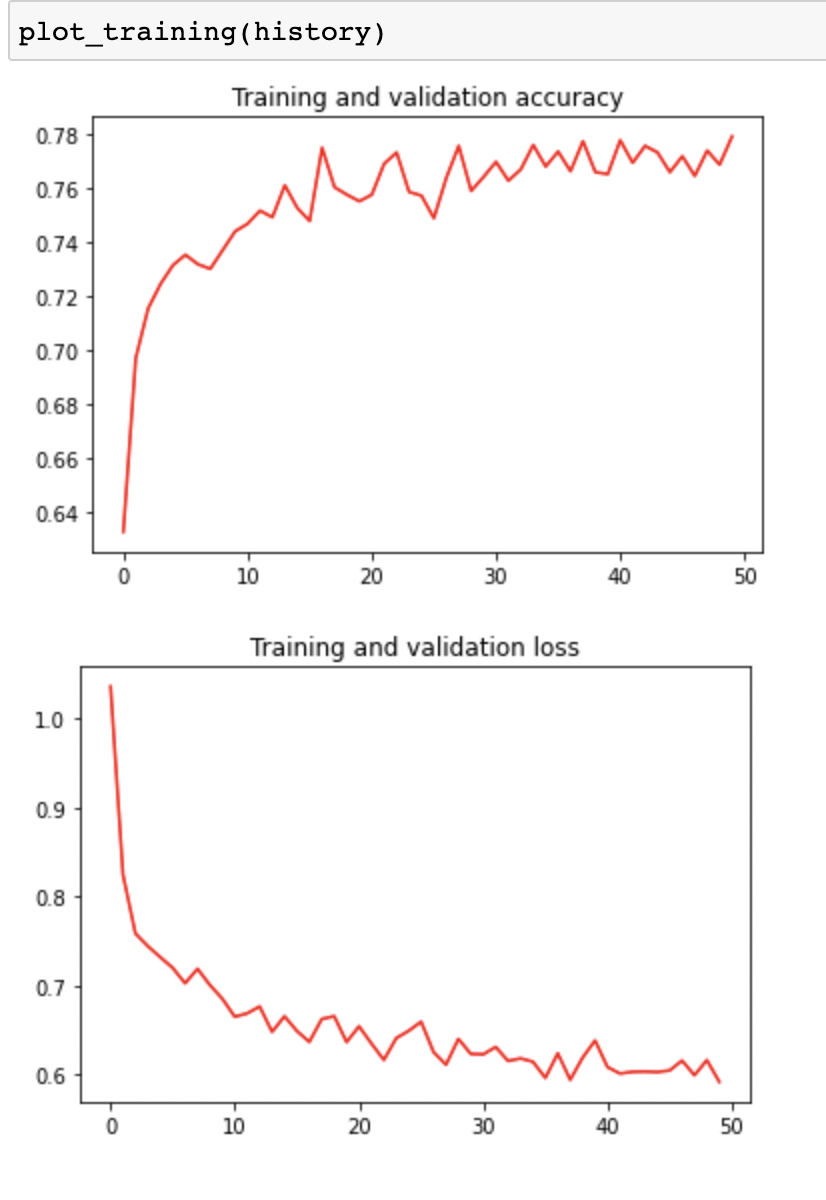 plot_training(history)
Training and validation accuracy
0.78
0.76
0.74
0.72
0.70
0.68
0.66
0.64
0 10 20 30 40 50
Training and validation loss
1.0
0.9
0.8
0.7
0.6
0 10 20 30 40 50